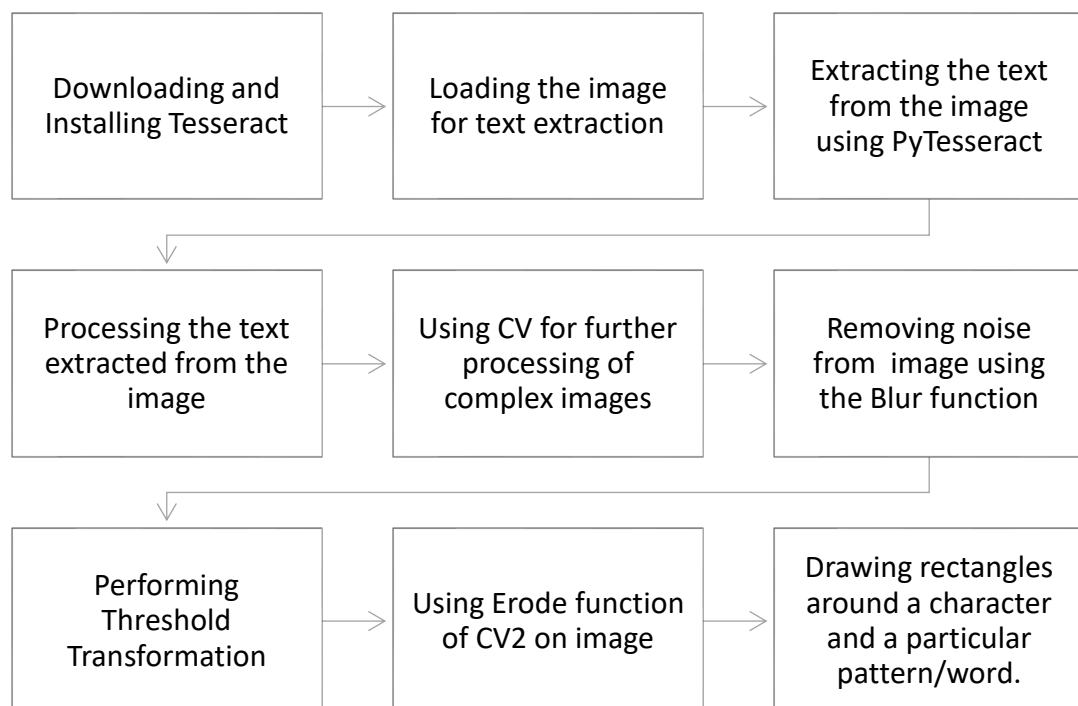 Downloading and
Installing Tesseract
Loading the image
for text extraction
Extracting the text
from the image
using PyTesseract
Processing the text
extracted from the
image
Using CV for further
processing of
complex images
Removing noise
from  image using
the Blur function
Performing
Threshold
Transformation
Using Erode function
of CV2 on image
Drawing rectangles
around a character
and a particular
pattern/word.